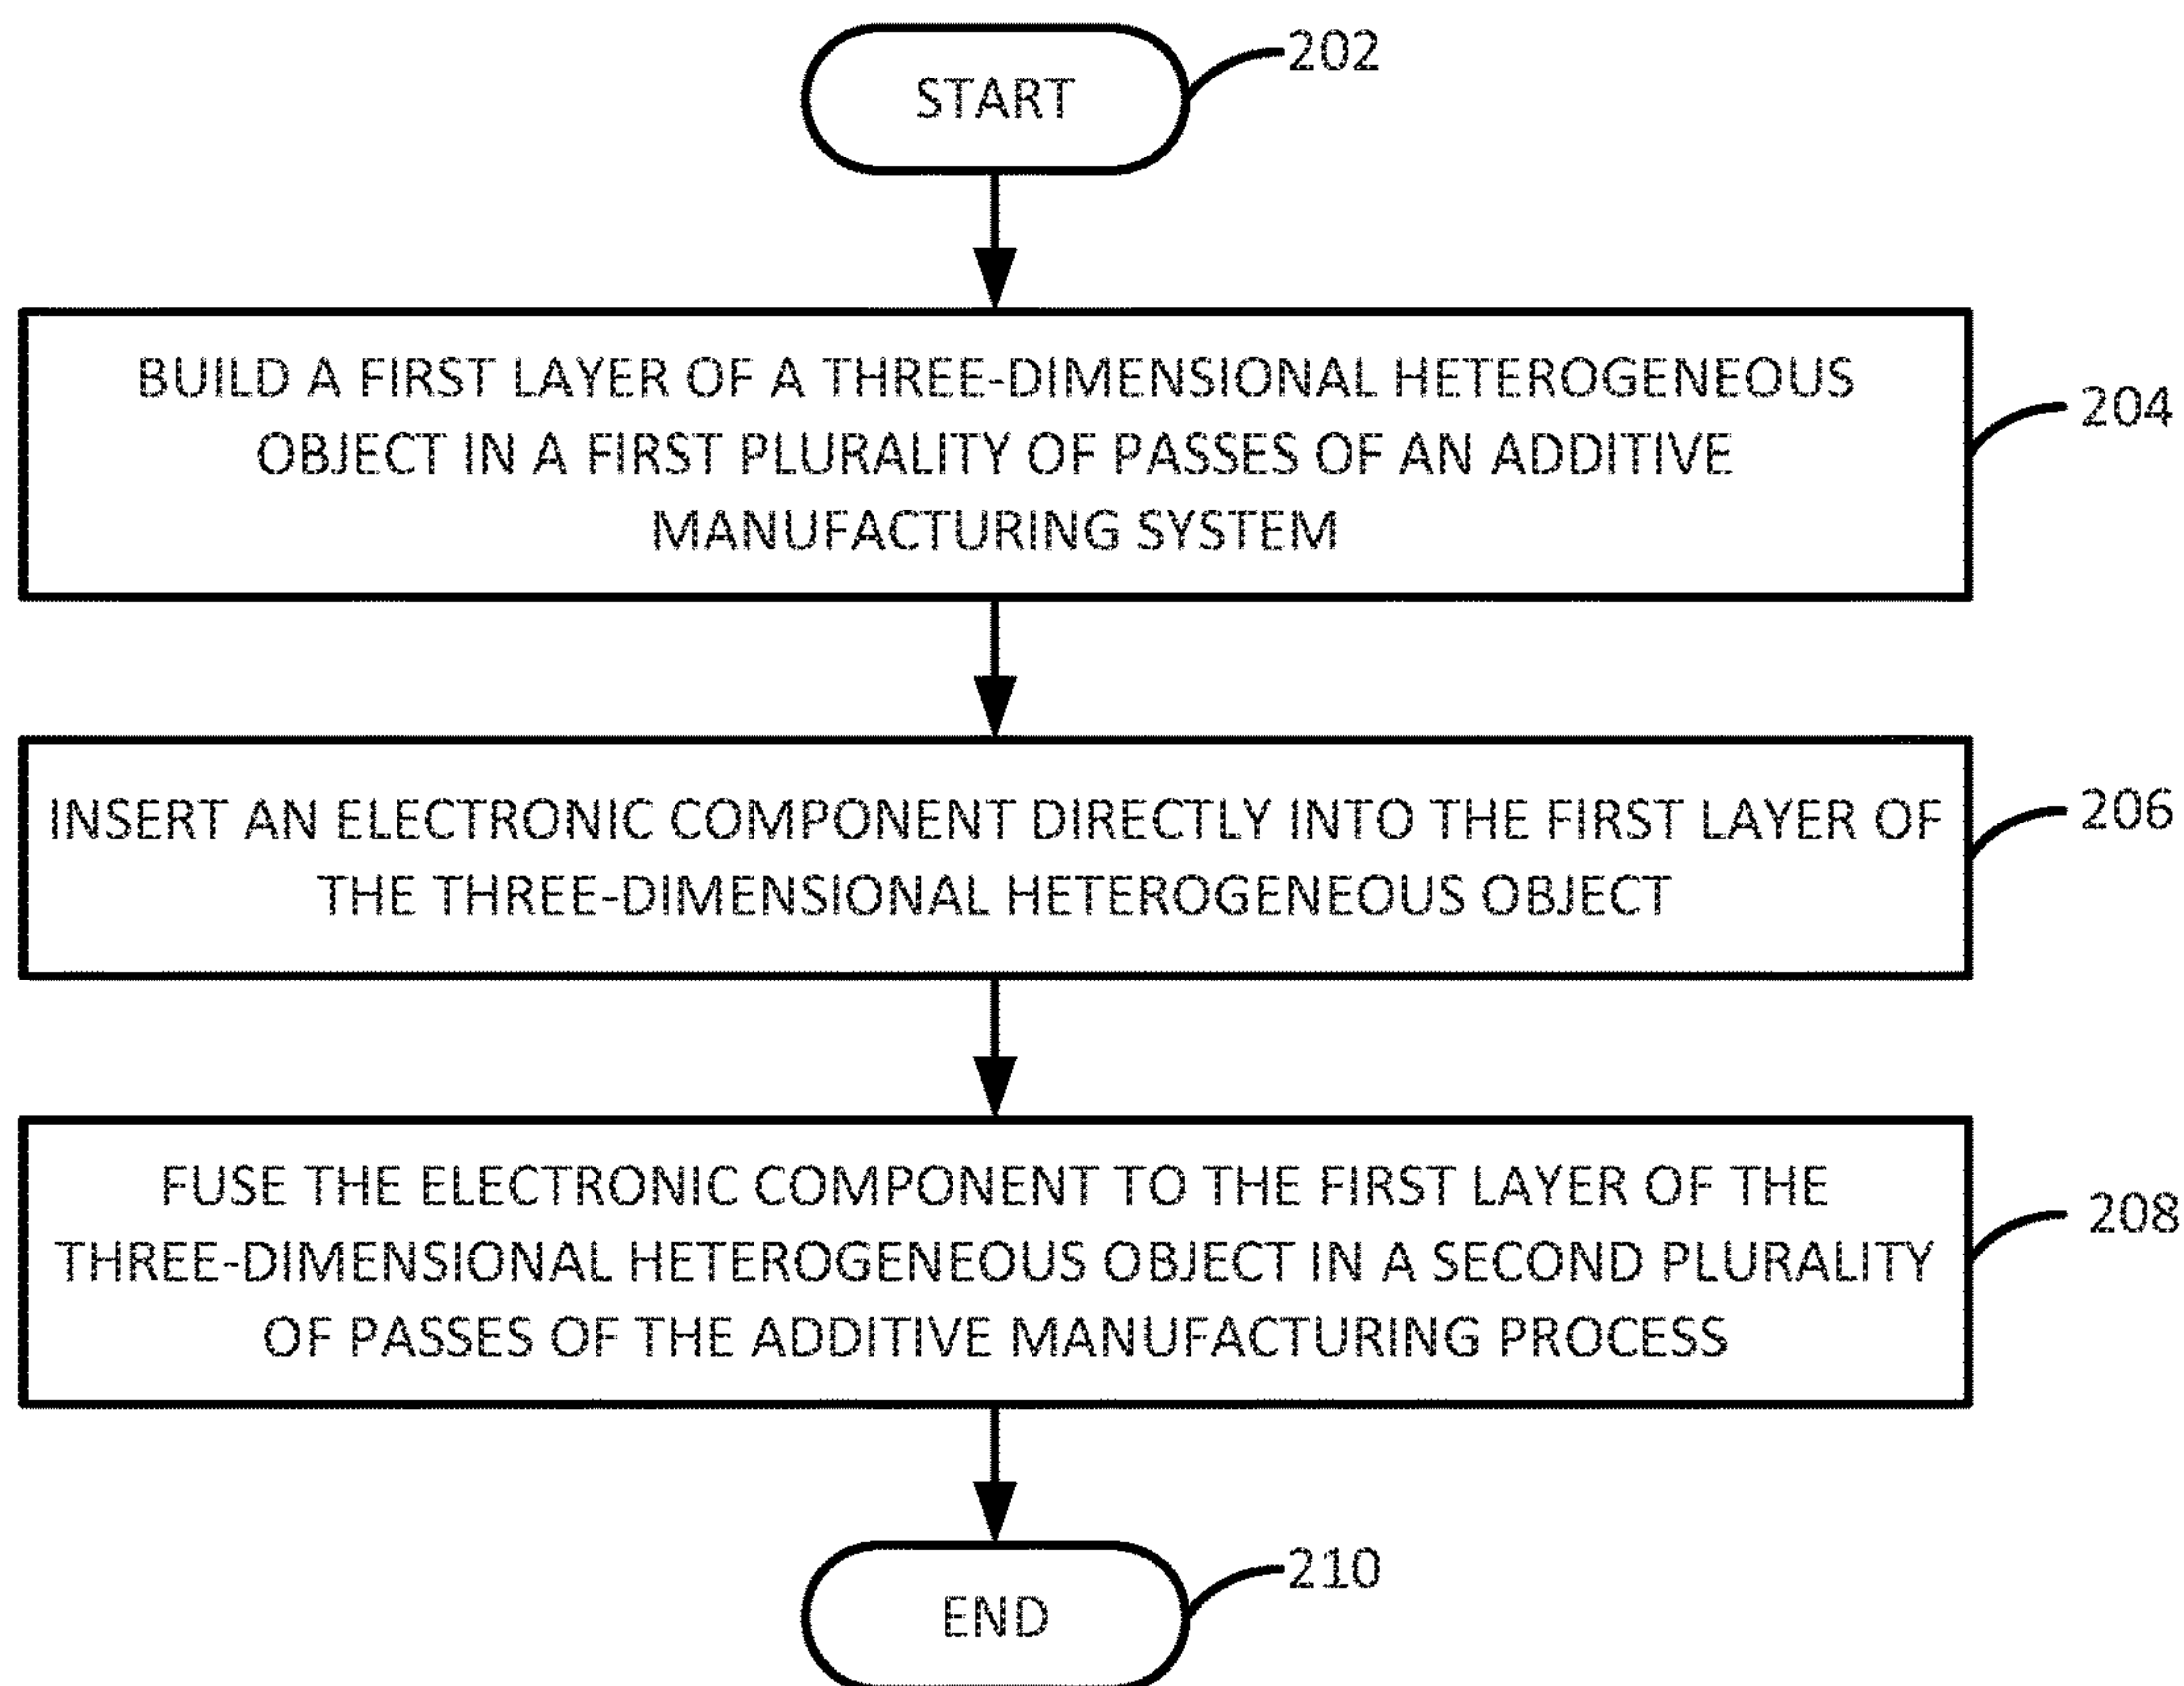 START
202
BUILD A FIRST LAYER OF A THREE-DIMENSIONAL HETEROGENEOUS
OBJECT IN A FIRST PLURALITY OF PASSES OF AN ADDITIVE
MANUFACTURING SYSTEM
204
INSERT AN ELECTRONIC COMPONENT DIRECTLY INTO THE FIRST LAYER OF
THE THREE-DIMENSIONAL HETEROGENEOUS OBJECT
206
FUSE THE ELECTRONIC COMPONENT TO THE FIRST LAYER OF THE
THREE-DIMENSIONAL HETEROGENEOUS OBJECT IN A SECOND PLURALITY
OF PASSES OF THE ADDITIVE MANUFACTURING PROCESS
208
END
210